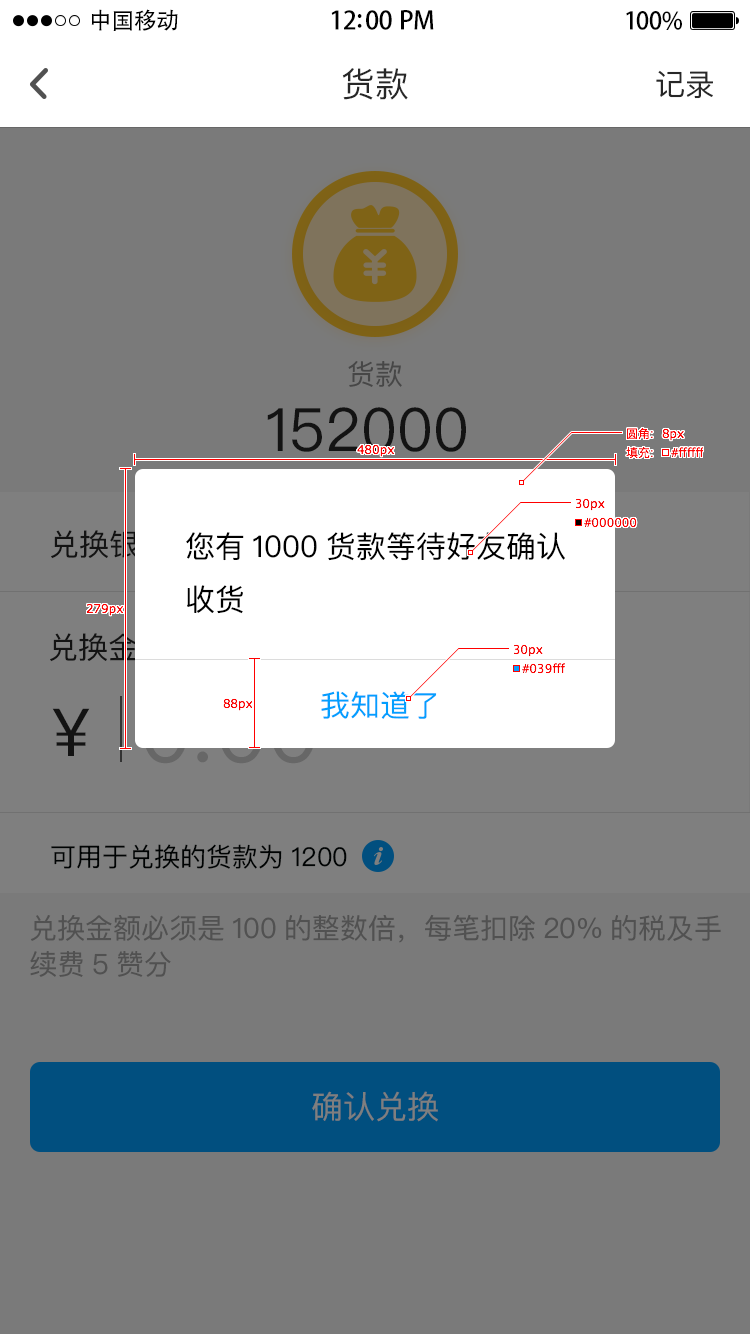 中国移动 12:00 PM 100%
货款 记录
货款
152000
480px
圆角: 8px
填充: #ffffff
30px
#000000
兑换银
您有 1000 货款等待好友确认
收货
279px
兑换金
30px
#039fff
88px
我知道了
¥ 0.00
可用于兑换的货款为 1200 i
兑换金额必须是 100 的整数倍，每笔扣除 20% 的税及手
续费 5 赞分
确认兑换